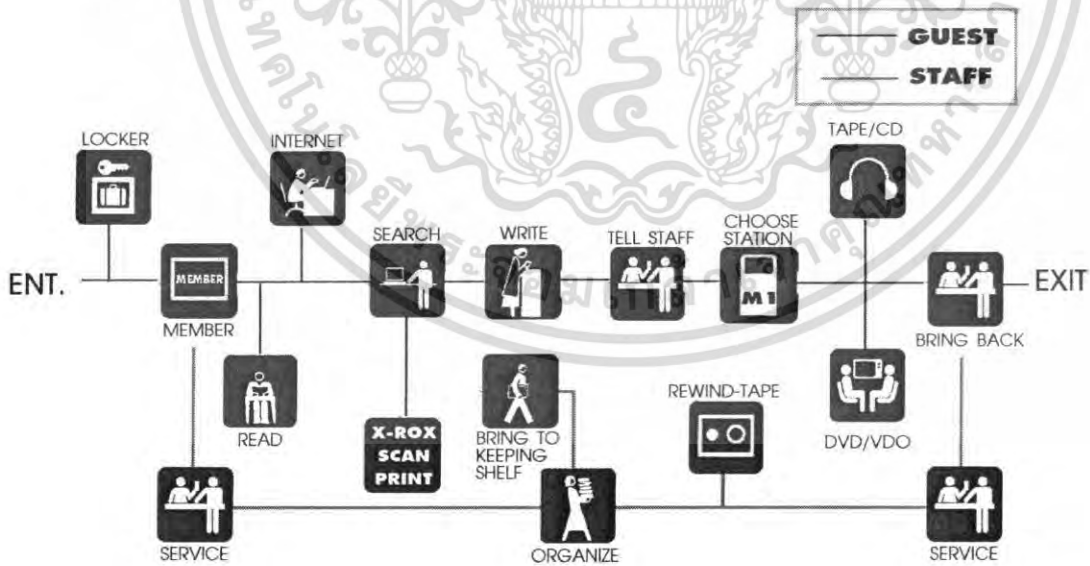 GUEST
STAFF
LOCKER
INTERNET
TAPE/CD
SEARCH
WRITE
TELL STAFF
CHOOSE
STATION
ENT.
MEMBER
M1
EXIT
MEMBER
BRING BACK
READ
X-ROX
SCAN
PRINT
BRING TO
KEEPING
SHELF
REWIND-TAPE
DVD/VDO
SERVICE
ORGANIZE
SERVICE